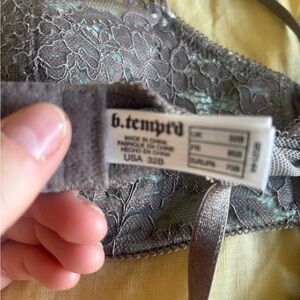 b.tempt'd
MADE IN CHINA
FABRIQUE EN CHINE
HECHO EN CHINA
USA 32B
UK 32B
FR 85B
EUR/JPN 70B